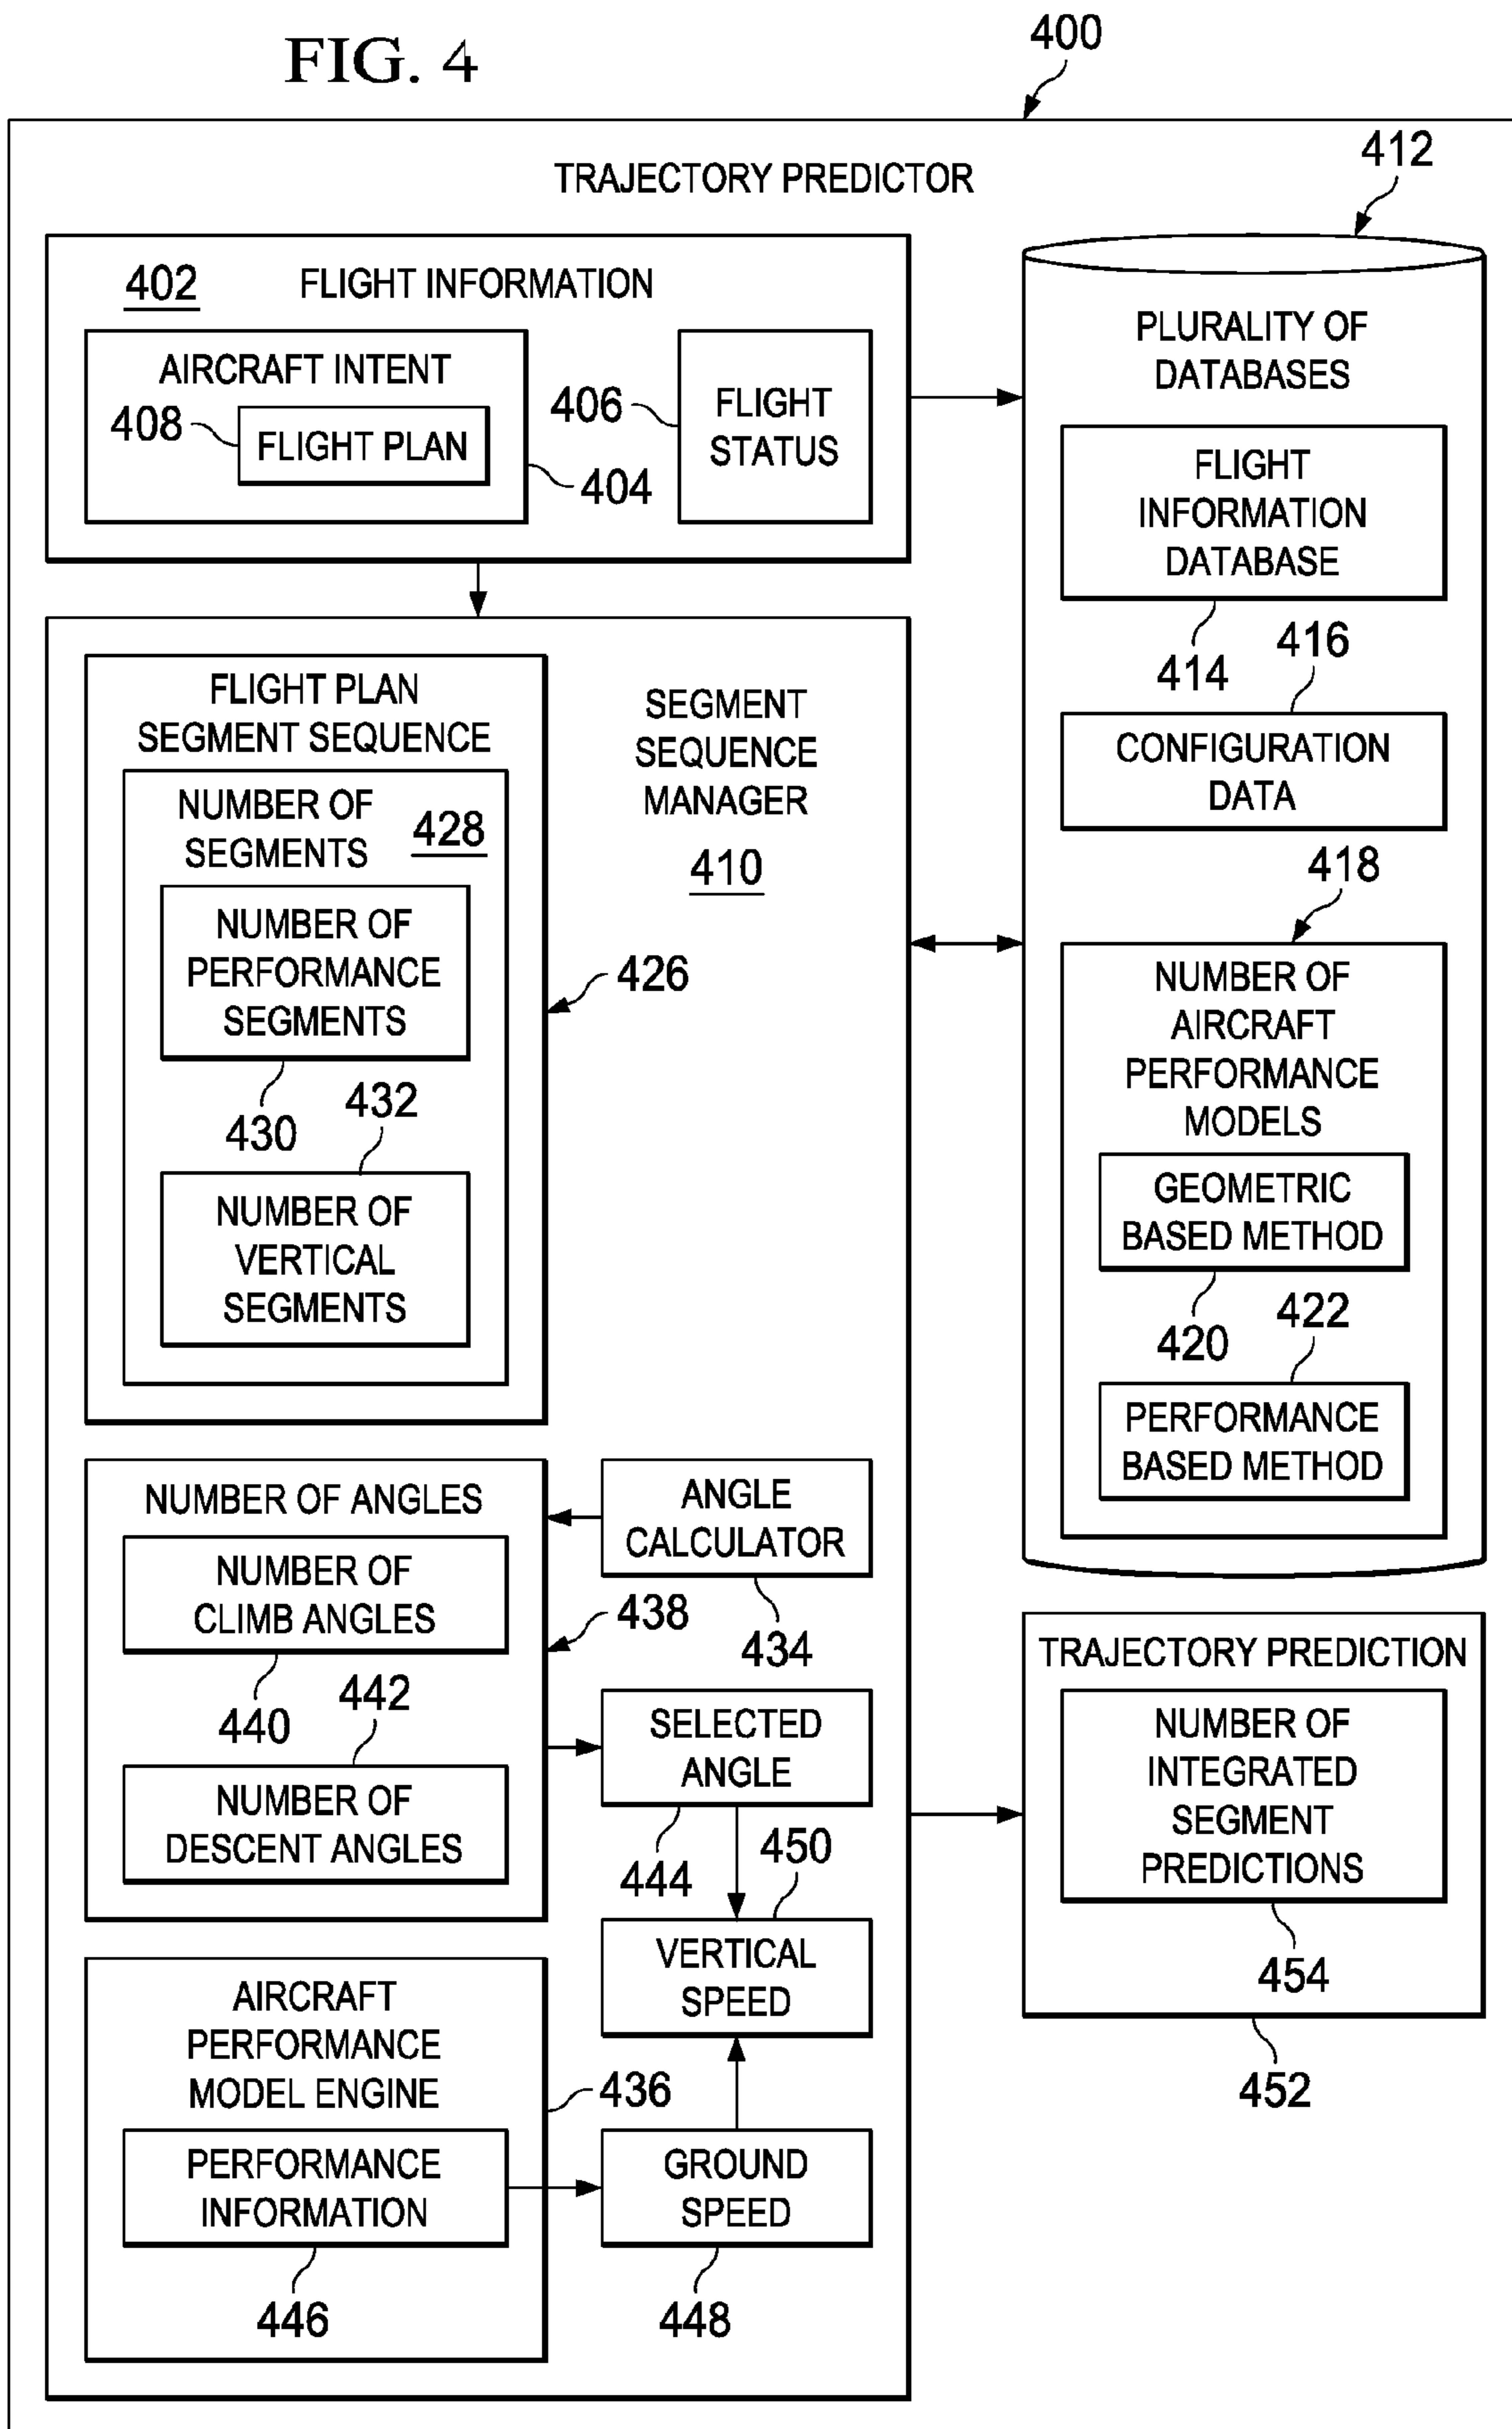 FIG. 4
400
TRAJECTORY PREDICTOR
412
402
FLIGHT INFORMATION
AIRCRAFT INTENT
408
FLIGHT PLAN
404
406
FLIGHT
STATUS
PLURALITY OF
DATABASES
FLIGHT
INFORMATION
DATABASE
414
416
CONFIGURATION
DATA
418
NUMBER OF
AIRCRAFT
PERFORMANCE
MODELS
GEOMETRIC
BASED METHOD
420
422
PERFORMANCE
BASED METHOD
FLIGHT PLAN
SEGMENT SEQUENCE
NUMBER OF
SEGMENTS
428
NUMBER OF
PERFORMANCE
SEGMENTS
430
432
NUMBER OF
VERTICAL
SEGMENTS
426
SEGMENT
SEQUENCE
MANAGER
410
NUMBER OF ANGLES
NUMBER OF
CLIMB ANGLES
440
442
NUMBER OF
DESCENT ANGLES
438
ANGLE
CALCULATOR
434
SELECTED
ANGLE
444
450
VERTICAL
SPEED
AIRCRAFT
PERFORMANCE
MODEL ENGINE
436
PERFORMANCE
INFORMATION
446
GROUND
SPEED
448
TRAJECTORY PREDICTION
NUMBER OF
INTEGRATED
SEGMENT
PREDICTIONS
454
452